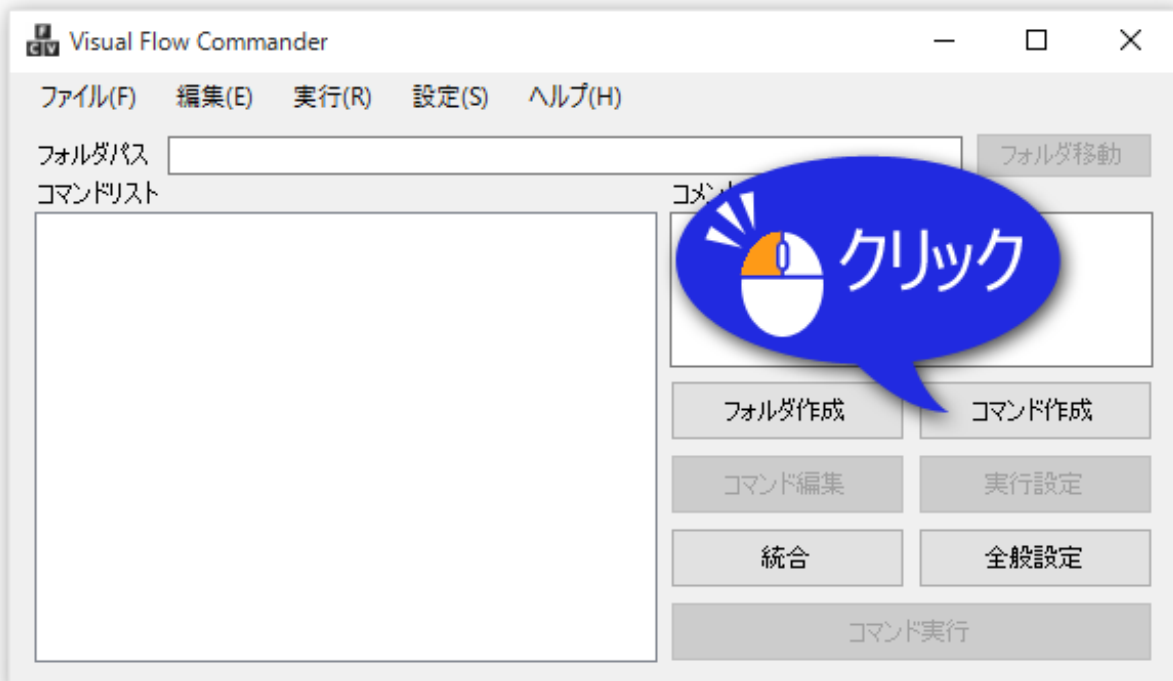 Visual Flow Commander
ファイル(F) 編集(E) 実行(R) 設定(S) ヘルプ(H)
フォルダパス フォルダ移動
コマンドリスト
クリック
フォルダ作成 コマンド作成
コマンド編集 実行設定
統合 全般設定
コマンド実行